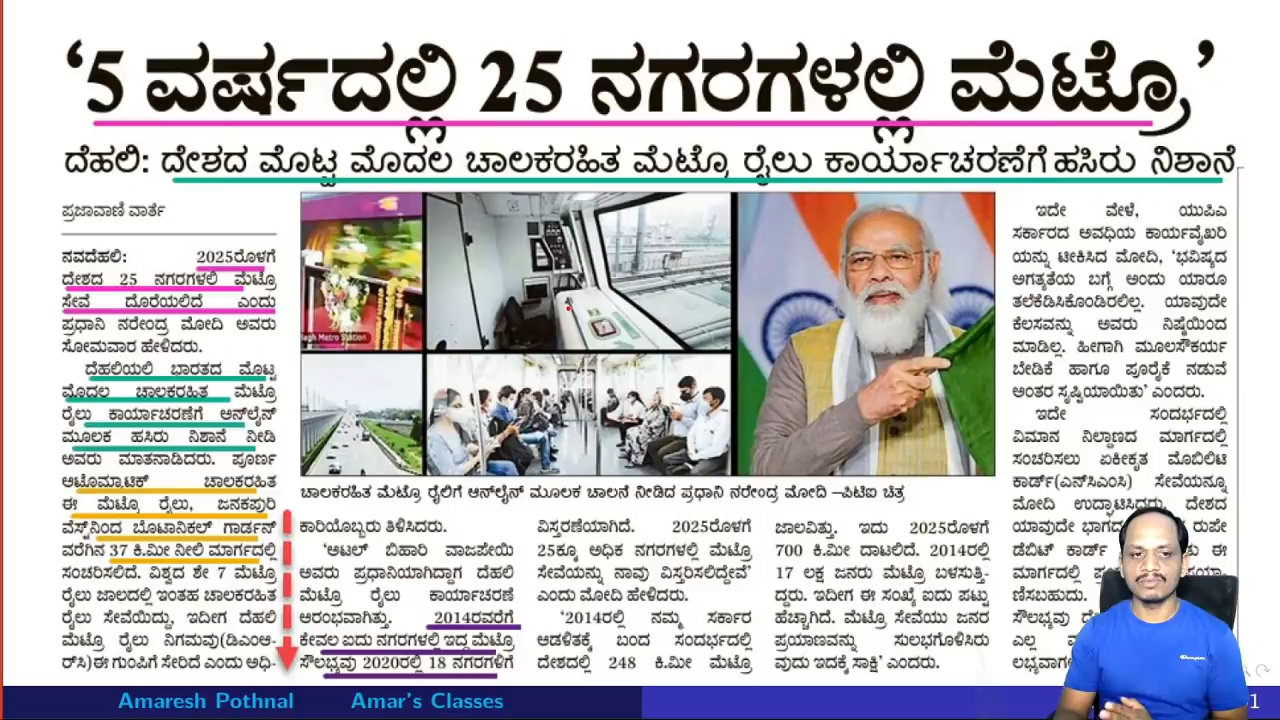 ‘5 ವರ್ಷದಲ್ಲಿ 25 ನಗರಗಳಲ್ಲಿ ಮೆಟ್ರೊ’
ದೆಹಲಿ: ದೇಶದ ಮೊಟ್ಟ ಮೊದಲ ಚಾಲಕರಹಿತ ಮೆಟ್ರೊ ರೈಲು ಕಾರ್ಯಾಚರಣೆಗೆ ಹಸಿರು ನಿಶಾನೆ
ಪ್ರಜಾವಾಣಿ ವಾರ್ತೆ
ನವದೆಹಲಿ: 2025ರೊಳಗೆ
ದೇಶದ 25 ನಗರಗಳಲಿ ಮೆಟ್ರೊ
ಸೇವೆ ದೊರೆಯಲಿದೆ ಎಂದು
ಪ್ರಧಾನಿ ನರೇಂದ್ರ ಮೋದಿ ಅವರು
ಸೋಮವಾರ ಹೇಳಿದರು.
ದೆಹಲಿಯಲಿ ಭಾರತದ ಮೊಟ್ಟ
ಮೊದಲ ಚಾಲಕರಹಿತ ಮೆಟ್ರೊ
ರೈಲು ಕಾರ್ಯಾಚರಣೆಗೆ ಆನ್‌ಲೈನ್
ಮೂಲಕ ಹಸಿರು ನಿಶಾನೆ ನೀಡಿ
ಅವರು ಮಾತನಾಡಿದರು. ಪೂರ್ಣ
ಆಟೊಮ್ಯಾಟಿಕ್ ಚಾಲಕರಹಿತ
ಈ ಮೆಟ್ರೊ ರೈಲು, ಜನಕಪುರಿ
ವೆಸ್ಟ್‌ನಿಂದ ಬೊಟಾನಿಕಲ್ ಗಾರ್ಡನ್
ವರೆಗಿನ 37 ಕಿ.ಮೀ ನೀಲಿ ಮಾರ್ಗದಲ್ಲಿ
ಸಂಚರಿಸಲಿದೆ. ವಿಶ್ವದ ಶೇ 7 ಮೆಟ್ರೊ
ರೈಲು ಜಾಲದಲ್ಲಿ ಇಂತಹ ಚಾಲಕರಹಿತ
ರೈಲು ಸೇವೆಯಿದ್ದು, ಇದೀಗ ದೆಹಲಿ
ಮೆಟ್ರೊ ರೈಲು ನಿಗಮವು(ಡಿಎಂಆ-
ರ್‌ಸಿ)ಈ ಗುಂಪಿಗೆ ಸೇರಿದೆ ಎಂದು ಅಧಿ-
agh Metro Station
ಚಾಲಕರಹಿತ ಮೆಟ್ರೊ ರೈಲಿಗೆ ಆನ್‌ಲೈನ್ ಮೂಲಕ ಚಾಲನೆ ನೀಡಿದ ಪ್ರಧಾನಿ ನರೇಂದ್ರ ಮೋದಿ –ಪಿಟಿಐ ಚಿತ್ರ
ಕಾರಿಯೊಬ್ಬರು ತಿಳಿಸಿದರು.
‘ಅಟಲ್ ಬಿಹಾರಿ ವಾಜಪೇಯಿ
ಅವರು ಪ್ರಧಾನಿಯಾಗಿದ್ದಾಗ ದೆಹಲಿ
ಮೆಟ್ರೊ ರೈಲು ಕಾರ್ಯಾಚರಣೆ
ಆರಂಭವಾಗಿತ್ತು. 2014ರವರೆಗೆ
ಕೇವಲ ಐದು ನಗರಗಳಲ್ಲಿ ಇದ್ದ ಮೆಟ್ರೊ
ಸೌಲಭ್ಯವು 2020ರಲ್ಲಿ 18 ನಗರಗಳಿಗೆ
ವಿಸ್ತರಣೆಯಾಗಿದೆ. 2025ರೊಳಗೆ
25ಕ್ಕೂ ಅಧಿಕ ನಗರಗಳಲ್ಲಿ ಮೆಟ್ರೊ
ಸೇವೆಯನ್ನು ನಾವು ವಿಸ್ತರಿಸಲಿದ್ದೇವೆ’
ಎಂದು ಮೋದಿ ಹೇಳಿದರು.
‘2014ರಲ್ಲಿ ನಮ್ಮ ಸರ್ಕಾರ
ಆಡಳಿತಕ್ಕೆ ಬಂದ ಸಂದರ್ಭದಲ್ಲಿ
ದೇಶದಲ್ಲಿ 248 ಕಿ.ಮೀ ಮೆಟ್ರೊ
ಜಾಲವಿತ್ತು. ಇದು 2025ರೊಳಗೆ
700 ಕಿ.ಮೀ ದಾಟಲಿದೆ. 2014ರಲ್ಲಿ
17 ಲಕ್ಷ ಜನರು ಮೆಟ್ರೊ ಬಳಸುತ್ತಿ-
ದ್ದರು. ಇದೀಗ ಈ ಸಂಖ್ಯೆ ಐದು ಪಟ್ಟು
ಹೆಚ್ಚಾಗಿದೆ. ಮೆಟ್ರೊ ಸೇವೆಯು ಜನರ
ಪ್ರಯಾಣವನ್ನು ಸುಲಭಗೊಳಿಸಿರು
ವುದು ಇದಕ್ಕೆ ಸಾಕ್ಷಿ’ ಎಂದರು.
ಇದೇ ವೇಳೆ, ಯುಪಿಎ
ಸರ್ಕಾರದ ಅವಧಿಯ ಕಾರ್ಯವೈಖರಿ
ಯನ್ನು ಟೀಕಿಸಿದ ಮೋದಿ, ‘ಭವಿಷ್ಯದ
ಅಗತ್ಯತೆಯ ಬಗ್ಗೆ ಅಂದು ಯಾರೂ
ತಲೆಕೆಡಿಸಿಕೊಂಡಿರಲಿಲ್ಲ. ಯಾವುದೇ
ಕೆಲಸವನ್ನು ಅವರು ನಿಷ್ಠೆಯಿಂದ
ಮಾಡಿಲ್ಲ. ಹೀಗಾಗಿ ಮೂಲಸೌಕರ್ಯ
ಬೇಡಿಕೆ ಹಾಗೂ ಪೂರೈಕೆ ನಡುವೆ
ಅಂತರ ಸೃಷ್ಟಿಯಾಯಿತು’ ಎಂದರು.
ಇದೇ ಸಂದರ್ಭದಲ್ಲಿ
ವಿಮಾನ ನಿಲ್ದಾಣದ ಮಾರ್ಗದಲ್ಲಿ
ಸಂಚರಿಸಲು ಏಕೀಕೃತ ಮೊಬಿಲಿಟಿ
ಕಾರ್ಡ್(ಎನ್‌ಸಿಎಂಸಿ) ಸೇವೆಯನ್ನೂ
ಮೋದಿ ಉದ್ಘಾಟಿಸಿದರು. ದೇಶದ
ಯಾವುದೇ ರುಪೇ
ಡೆಬಿಟ್ ಕಾರ್ಡ್ ಈ
ಮಾರ್ಗದಲ್ಲಿ
ಣಿಸಬಹುದು.
ಸೌಲಭ್ಯವು
ಎಲ್ಲ
Amaresh Pothnal Amar's Classes
1